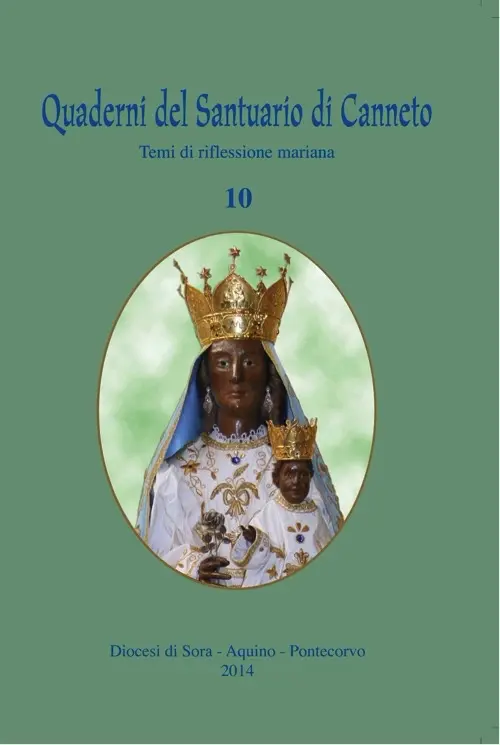 Quaderni del Santuario di Canneto
Temi di riflessione mariana
10
Diocesi di Sora - Aquino - Pontecorvo
2014